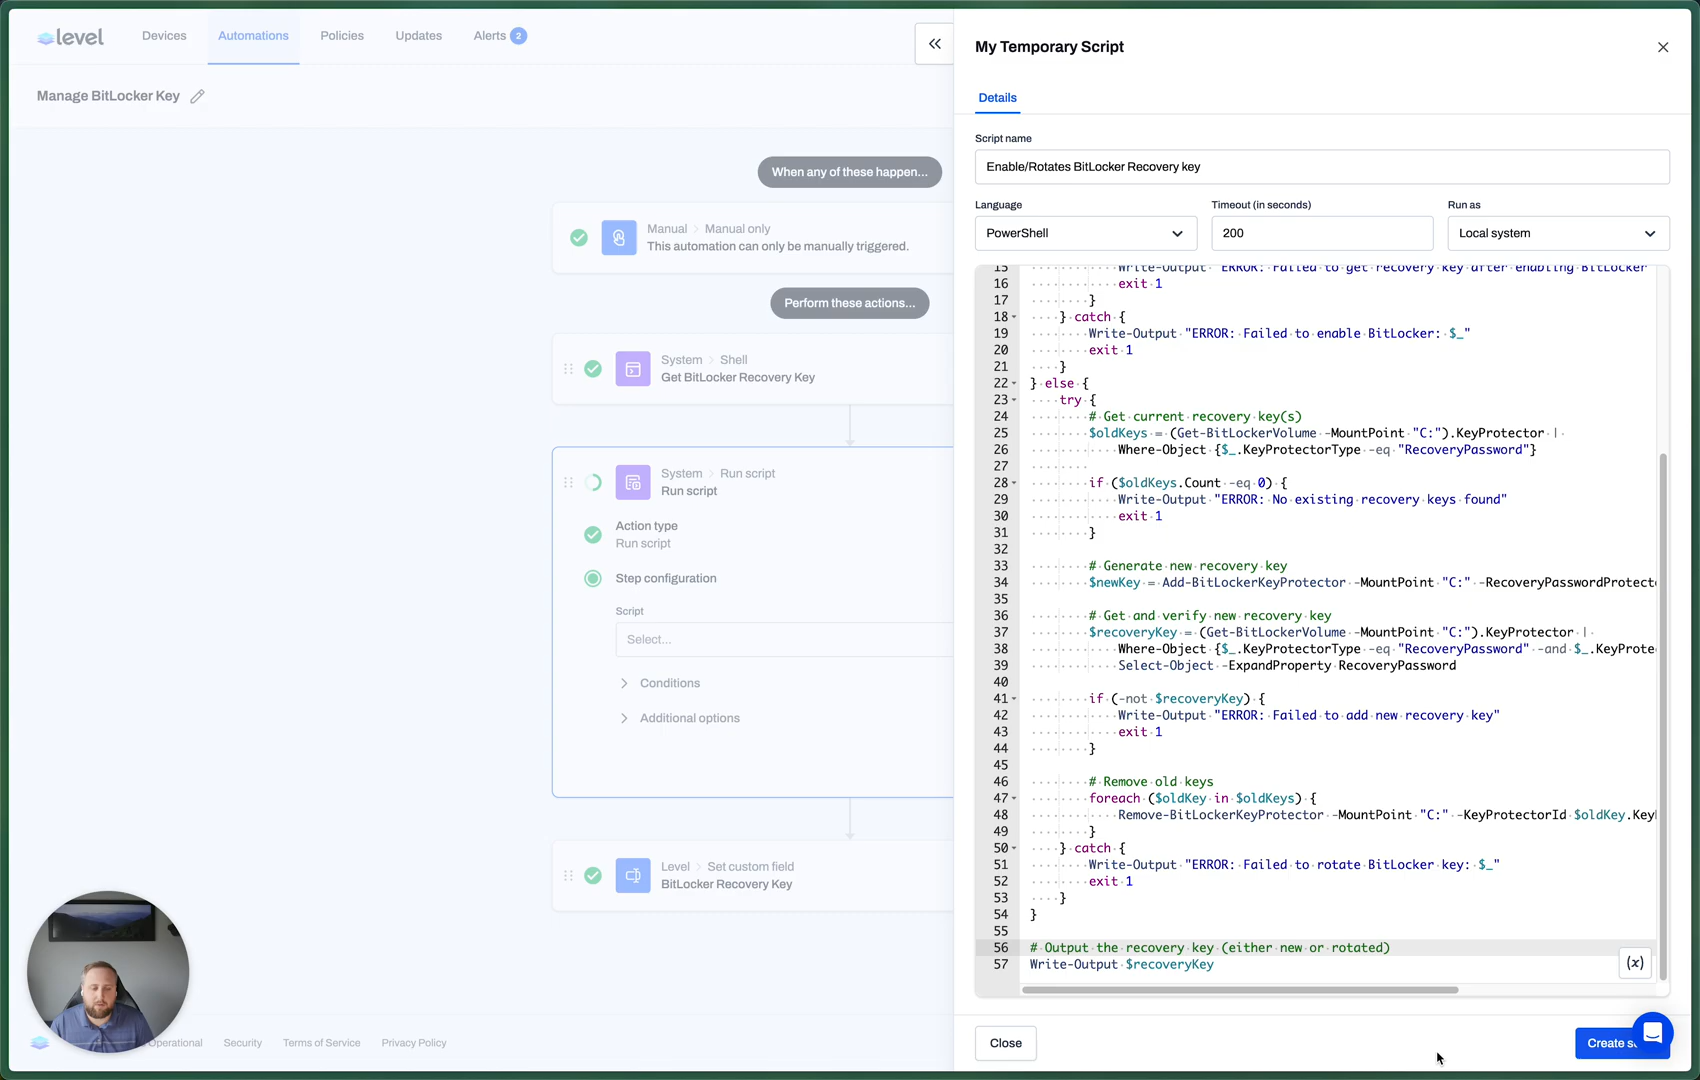 level
Devices
Automations
Policies
Updates
Alerts 2
Manage BitLocker Key
When any of these happen...
Manual > Manual only
This automation can only be manually triggered.
Perform these actions...
System > Shell
Get BitLocker Recovery Key
System > Run script
Run script
Action type
Run script
Step configuration
Script
Select...
Conditions
Additional options
Level > Set custom field
BitLocker Recovery Key
Operational
Security
Terms of Service
Privacy Policy
My Temporary Script
Details
Script name
Enable/Rotates BitLocker Recovery key
Language
Timeout (in seconds)
Run as
PowerShell
200
Local system
15 Write-Output "ERROR: Failed to get recovery key after enabling BitLocker
16 exit 1
17 }
18 } catch {
19 Write-Output "ERROR: Failed to enable BitLocker: $_"
20 exit 1
21 }
22 } else {
23 try {
24 # Get current recovery key(s)
25 $oldKeys = (Get-BitLockerVolume -MountPoint "C:").KeyProtector |
26 Where-Object {$_.KeyProtectorType -eq "RecoveryPassword"}
27
28 if ($oldKeys.Count -eq 0) {
29 Write-Output "ERROR: No existing recovery keys found"
30 exit 1
31 }
32
33 # Generate new recovery key
34 $newKey = Add-BitLockerKeyProtector -MountPoint "C:" -RecoveryPasswordProtect
35
36 # Get and verify new recovery key
37 $recoveryKey = (Get-BitLockerVolume -MountPoint "C:").KeyProtector |
38 Where-Object {$_.KeyProtectorType -eq "RecoveryPassword" -and $_.KeyProte
39 Select-Object -ExpandProperty RecoveryPassword
40
41 if (-not $recoveryKey) {
42 Write-Output "ERROR: Failed to add new recovery key"
43 exit 1
44 }
45
46 # Remove old keys
47 foreach ($oldKey in $oldKeys) {
48 Remove-BitLockerKeyProtector -MountPoint "C:" -KeyProtectorId $oldKey.Key
49 }
50 } catch {
51 Write-Output "ERROR: Failed to rotate BitLocker key: $_"
52 exit 1
53 }
54 }
55
56 # Output the recovery key (either new or rotated)
57 Write-Output $recoveryKey
(x)
Close
Create s